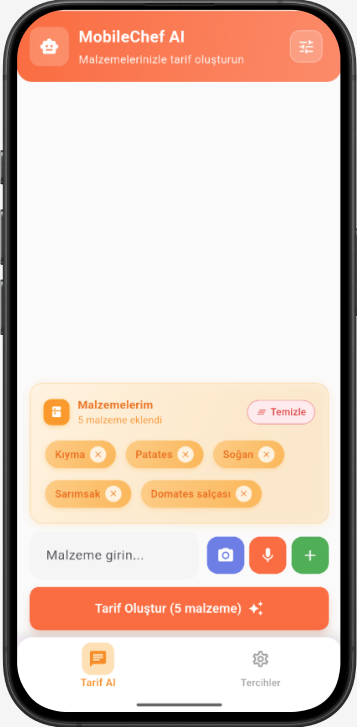 MobileChef AI
Malzemelerinizle tarif oluşturun
Malzemelerim
5 malzeme eklendi
Temizle
Kıyma
Patates
Soğan
Sarımsak
Domates salçası
Malzeme girin...
Tarif Oluştur (5 malzeme)
Tarif AI
Tercihler